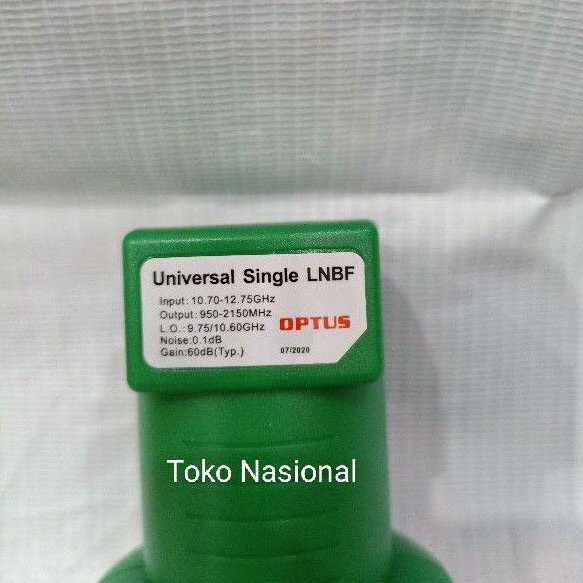 Universal Single LNBF
Input: 10.70-12.75GHz
Output: 950-2150MHz
L.O.: 9.75/10.60GHz
OPTUS
Noise:0.1dB
Gain:60dB(Typ.)
07/2020
Toko Nasional